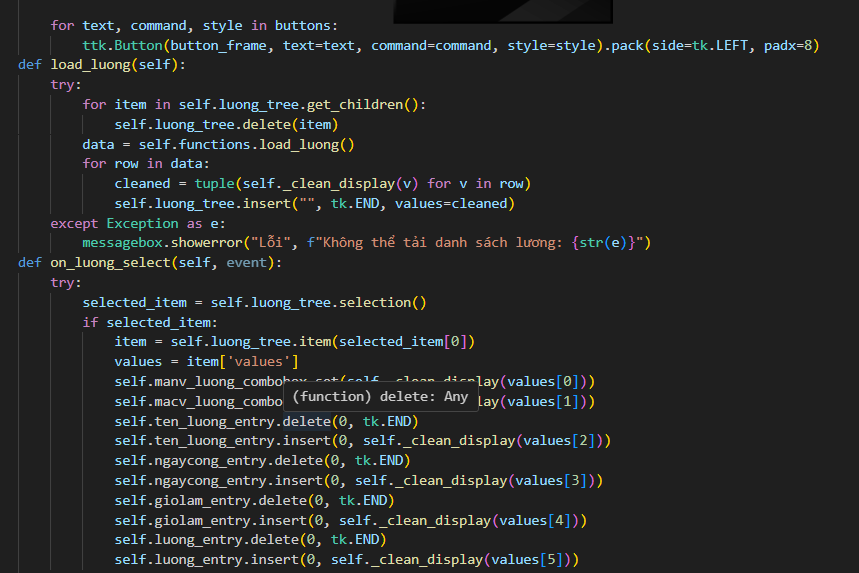 for text, command, style in buttons:
ttk.Button(button_frame, text=text, command=command, style=style).pack(side=tk.LEFT, padx=8)
def load_luong(self):
try:
for item in self.luong_tree.get_children():
self.luong_tree.delete(item)
data = self.functions.load_luong()
for row in data:
cleaned = tuple(self._clean_display(v) for v in row)
self.luong_tree.insert("", tk.END, values=cleaned)
except Exception as e:
messagebox.showerror("Lỗi", f"Không thể tải danh sách lương: {str(e)}")
def on_luong_select(self, event):
try:
selected_item = self.luong_tree.selection()
if selected_item:
item = self.luong_tree.item(selected_item[0])
values = item['values']
self.manv_luong_combobox.set(self._clean_display(values[0]))
self.macv_luong_combo lay(values[1]))
(function) delete: Any
self.ten_luong_entry.delete(0, tk.END)
self.ten_luong_entry.insert(0, self._clean_display(values[2]))
self.ngaycong_entry.delete(0, tk.END)
self.ngaycong_entry.insert(0, self._clean_display(values[3]))
self.giolam_entry.delete(0, tk.END)
self.giolam_entry.insert(0, self._clean_display(values[4]))
self.luong_entry.delete(0, tk.END)
self.luong_entry.insert(0, self._clean_display(values[5]))